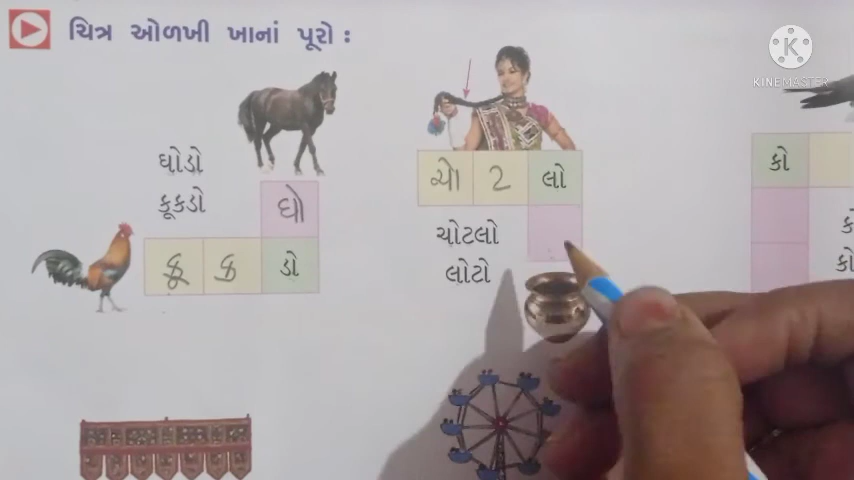 ચિત્ર ઓળખી ખાનાં પૂરો :
KINEMASTER
ઘોડો
કૂકડો
ઘો
કૂ ક ડો
ચો ટ લો
ચોટલો
લોટો
કો